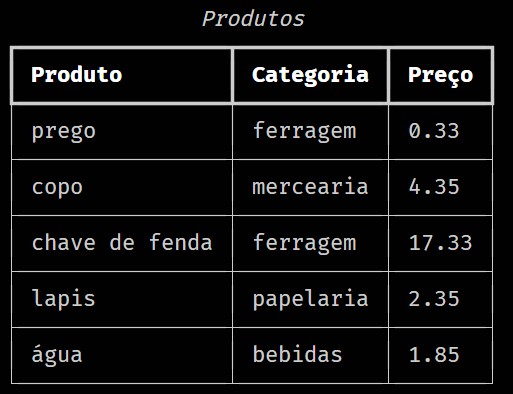 Produtos
Produto Categoria Preço
prego ferragem 0.33
copo mercearia 4.35
chave de fenda ferragem 17.33
lapis papelaria 2.35
água bebidas 1.85